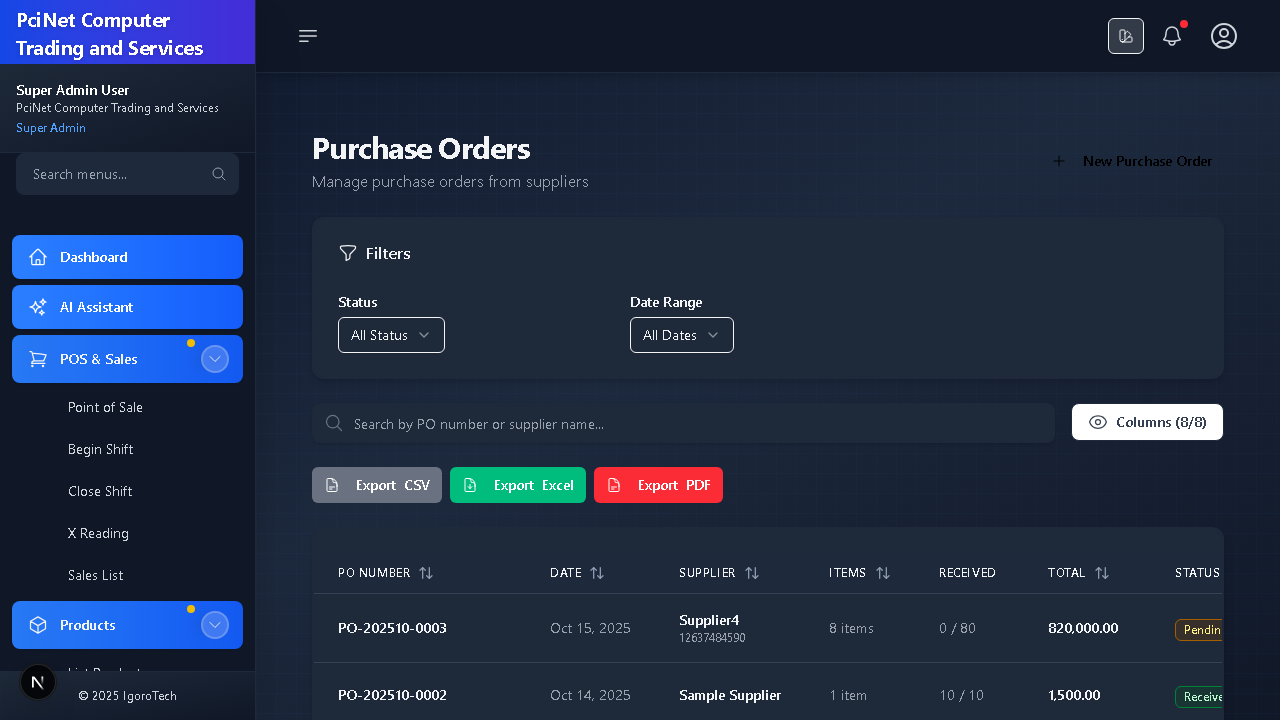 PciNet Computer
Trading and Services
Super Admin User
PciNet Computer Trading and Services
Super Admin
Search menus...
Dashboard
AI Assistant
POS & Sales
Point of Sale
Begin Shift
Close Shift
X Reading
Sales List
Products
List Product
N
© 2025 IgoroTech
Purchase Orders
Manage purchase orders from suppliers
New Purchase Order
Filters
Status
Date Range
All Status
All Dates
Search by PO number or supplier name...
Columns (8/8)
Export CSV
Export Excel
Export PDF
PO NUMBER DATE SUPPLIER ITEMS RECEIVED TOTAL STATUS
PO-202510-0003 Oct 15, 2025 Supplier4 8 items 0 / 80 820,000.00 Pendin
12637484590
PO-202510-0002 Oct 14, 2025 Sample Supplier 1 item 10 / 10 1,500.00 Receive